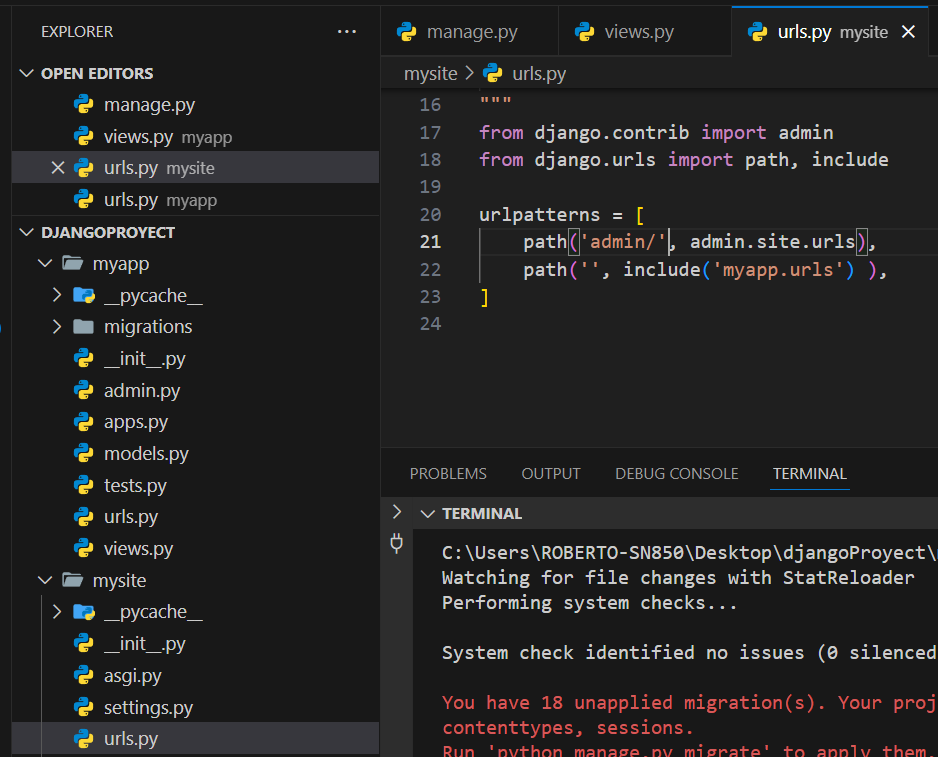 EXPLORER
···
OPEN EDITORS
manage.py
views.py myapp
urls.py mysite
urls.py myapp
DJANGOPROYECT
myapp
__pycache__
migrations
__init__.py
admin.py
apps.py
models.py
tests.py
urls.py
views.py
mysite
__pycache__
__init__.py
asgi.py
settings.py
urls.py
manage.py
views.py
urls.py mysite
mysite > urls.py
16 """
17 from django.contrib import admin
18 from django.urls import path, include
19
20 urlpatterns = [
21 path('admin/', admin.site.urls),
22 path('', include('myapp.urls') ),
23 ]
24
PROBLEMS OUTPUT DEBUG CONSOLE TERMINAL
TERMINAL
C:\Users\ROBERTO-SN850\Desktop\djangoProyect\
Watching for file changes with StatReloader
Performing system checks...
System check identified no issues (0 silenced
You have 18 unapplied migration(s). Your proj
contenttypes, sessions.
Run 'python manage.py migrate' to apply them.